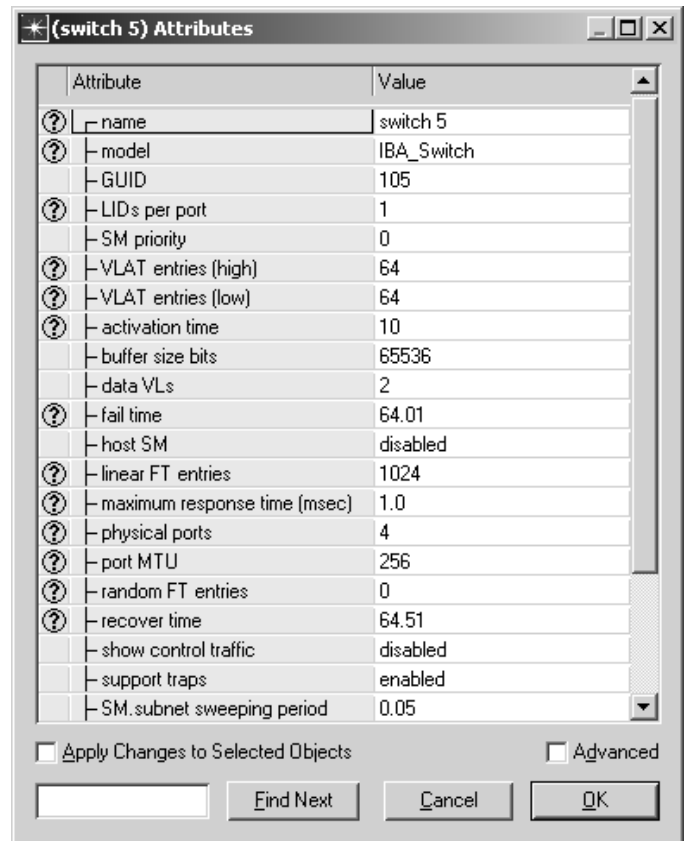 (switch 5) Attributes
Attribute Value
? name switch 5
? model IBA_Switch
GUID 105
? LIDs per port 1
SM priority 0
? VLAT entries (high) 64
? VLAT entries (low) 64
? activation time 10
buffer size bits 65536
data VLs 2
? fail time 64.01
host SM disabled
? linear FT entries 1024
? maximum response time (msec) 1.0
? physical ports 4
? port MTU 256
? random FT entries 0
? recover time 64.51
show control traffic disabled
support traps enabled
SM.subnet sweeping period 0.05
Apply Changes to Selected Objects Advanced
Find Next Cancel OK